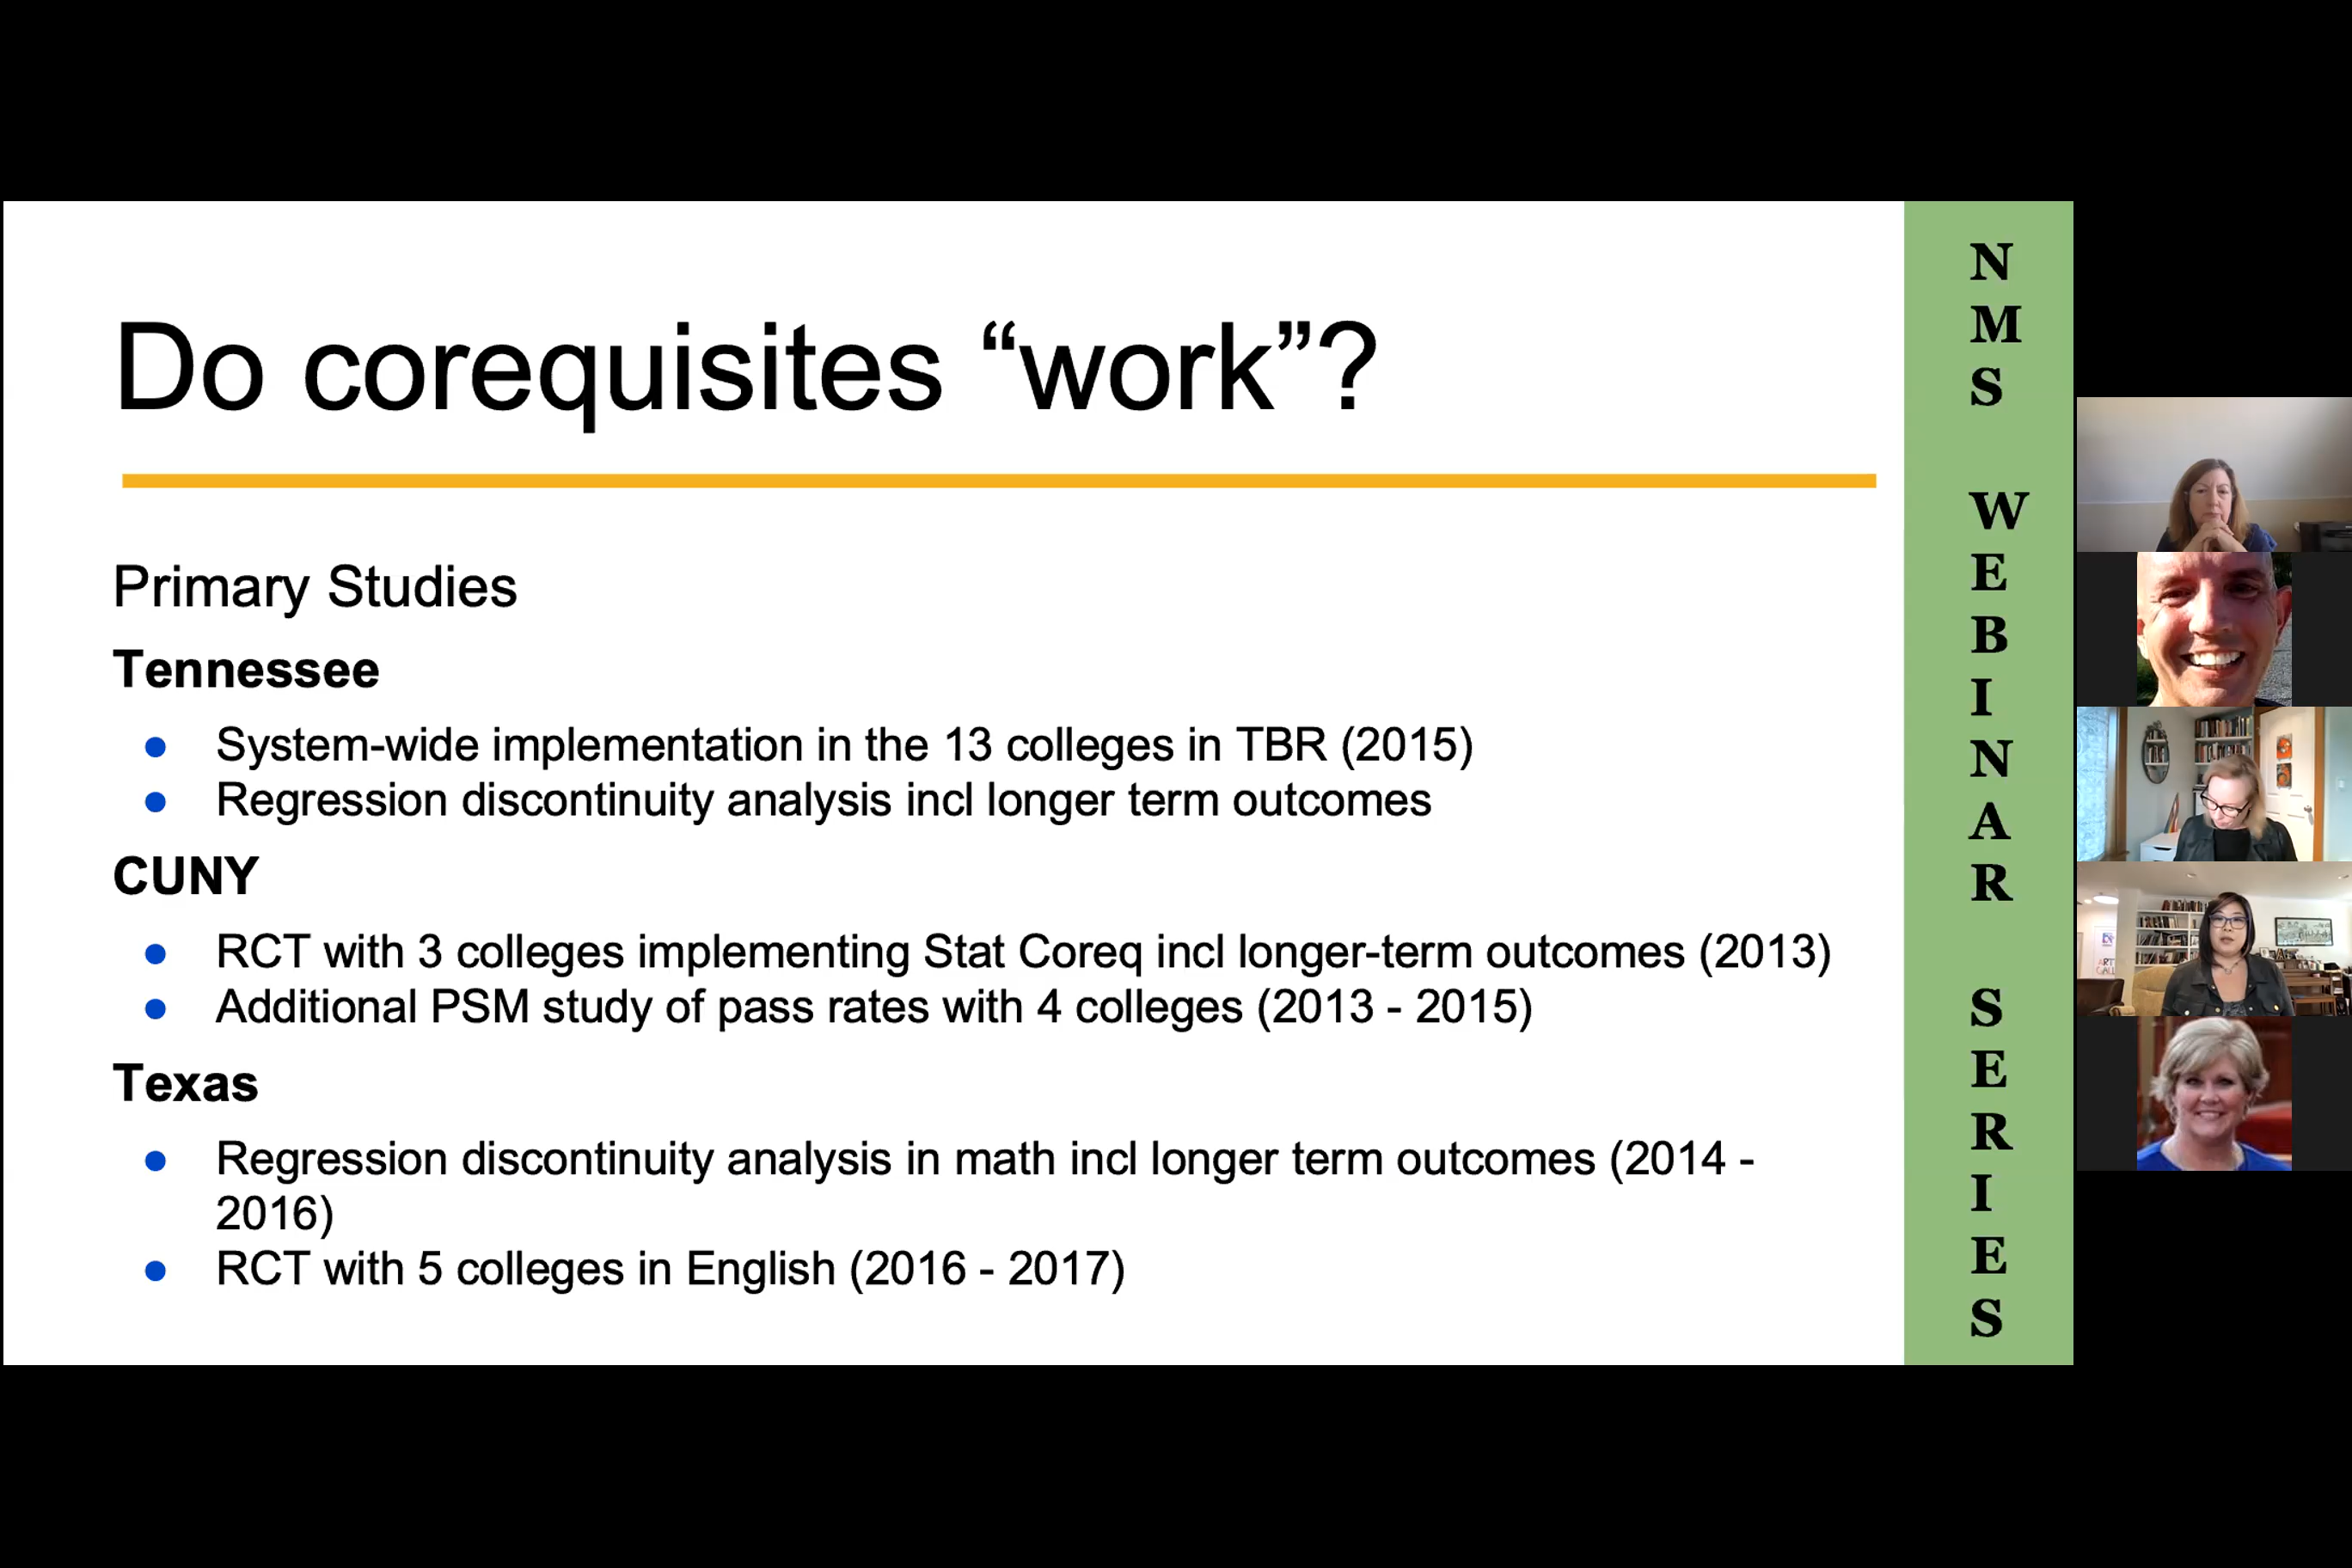 Do corequisites “work”?
Primary Studies
Tennessee
● System-wide implementation in the 13 colleges in TBR (2015)
● Regression discontinuity analysis incl longer term outcomes
CUNY
● RCT with 3 colleges implementing Stat Coreq incl longer-term outcomes (2013)
● Additional PSM study of pass rates with 4 colleges (2013 - 2015)
Texas
● Regression discontinuity analysis in math incl longer term outcomes (2014 -
2016)
● RCT with 5 colleges in English (2016 - 2017)
NMS WEBINAR SERIES